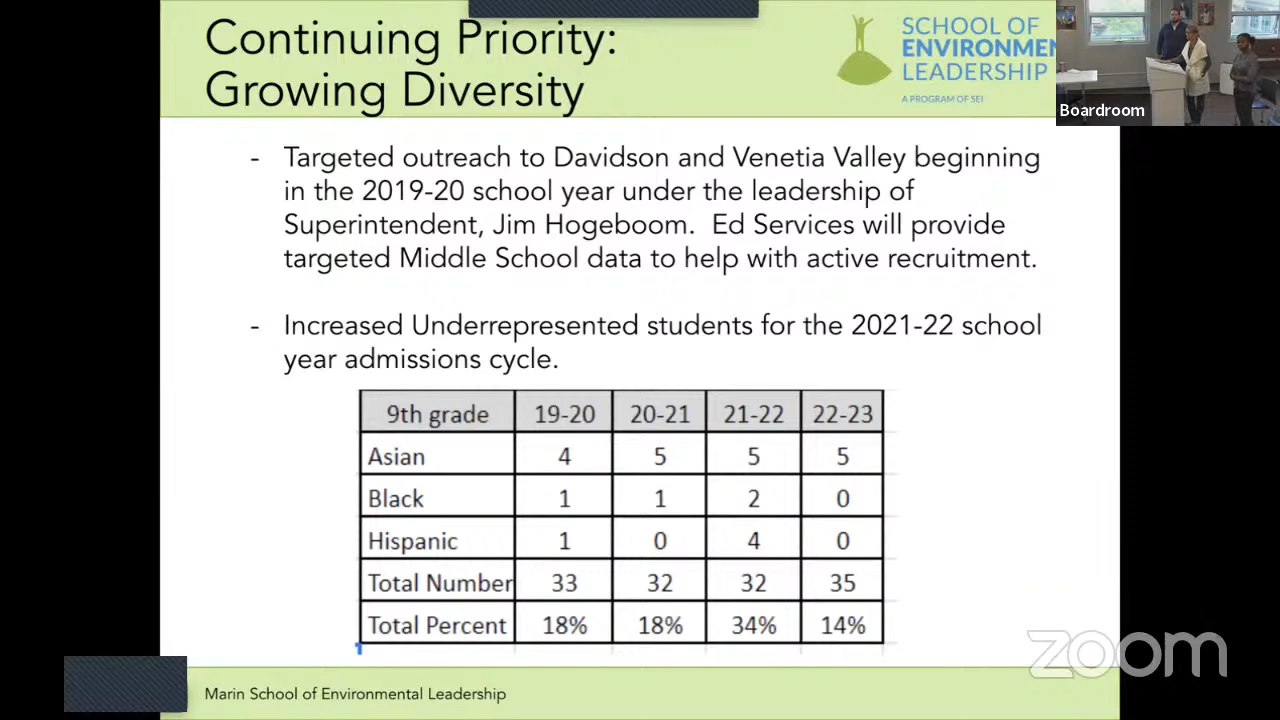 Continuing Priority:
Growing Diversity
SCHOOL OF
ENVIRONME
LEADERSHIP
A PROGRAM OF SEI
Boardroom
- Targeted outreach to Davidson and Venetia Valley beginning
in the 2019-20 school year under the leadership of
Superintendent, Jim Hogeboom. Ed Services will provide
targeted Middle School data to help with active recruitment.
- Increased Underrepresented students for the 2021-22 school
year admissions cycle.
9th grade 19-20 20-21 21-22 22-23
Asian 4 5 5 5
Black 1 1 2 0
Hispanic 1 0 4 0
Total Number 33 32 32 35
Total Percent 18% 18% 34% 14%
zoom
Marin School of Environmental Leadership